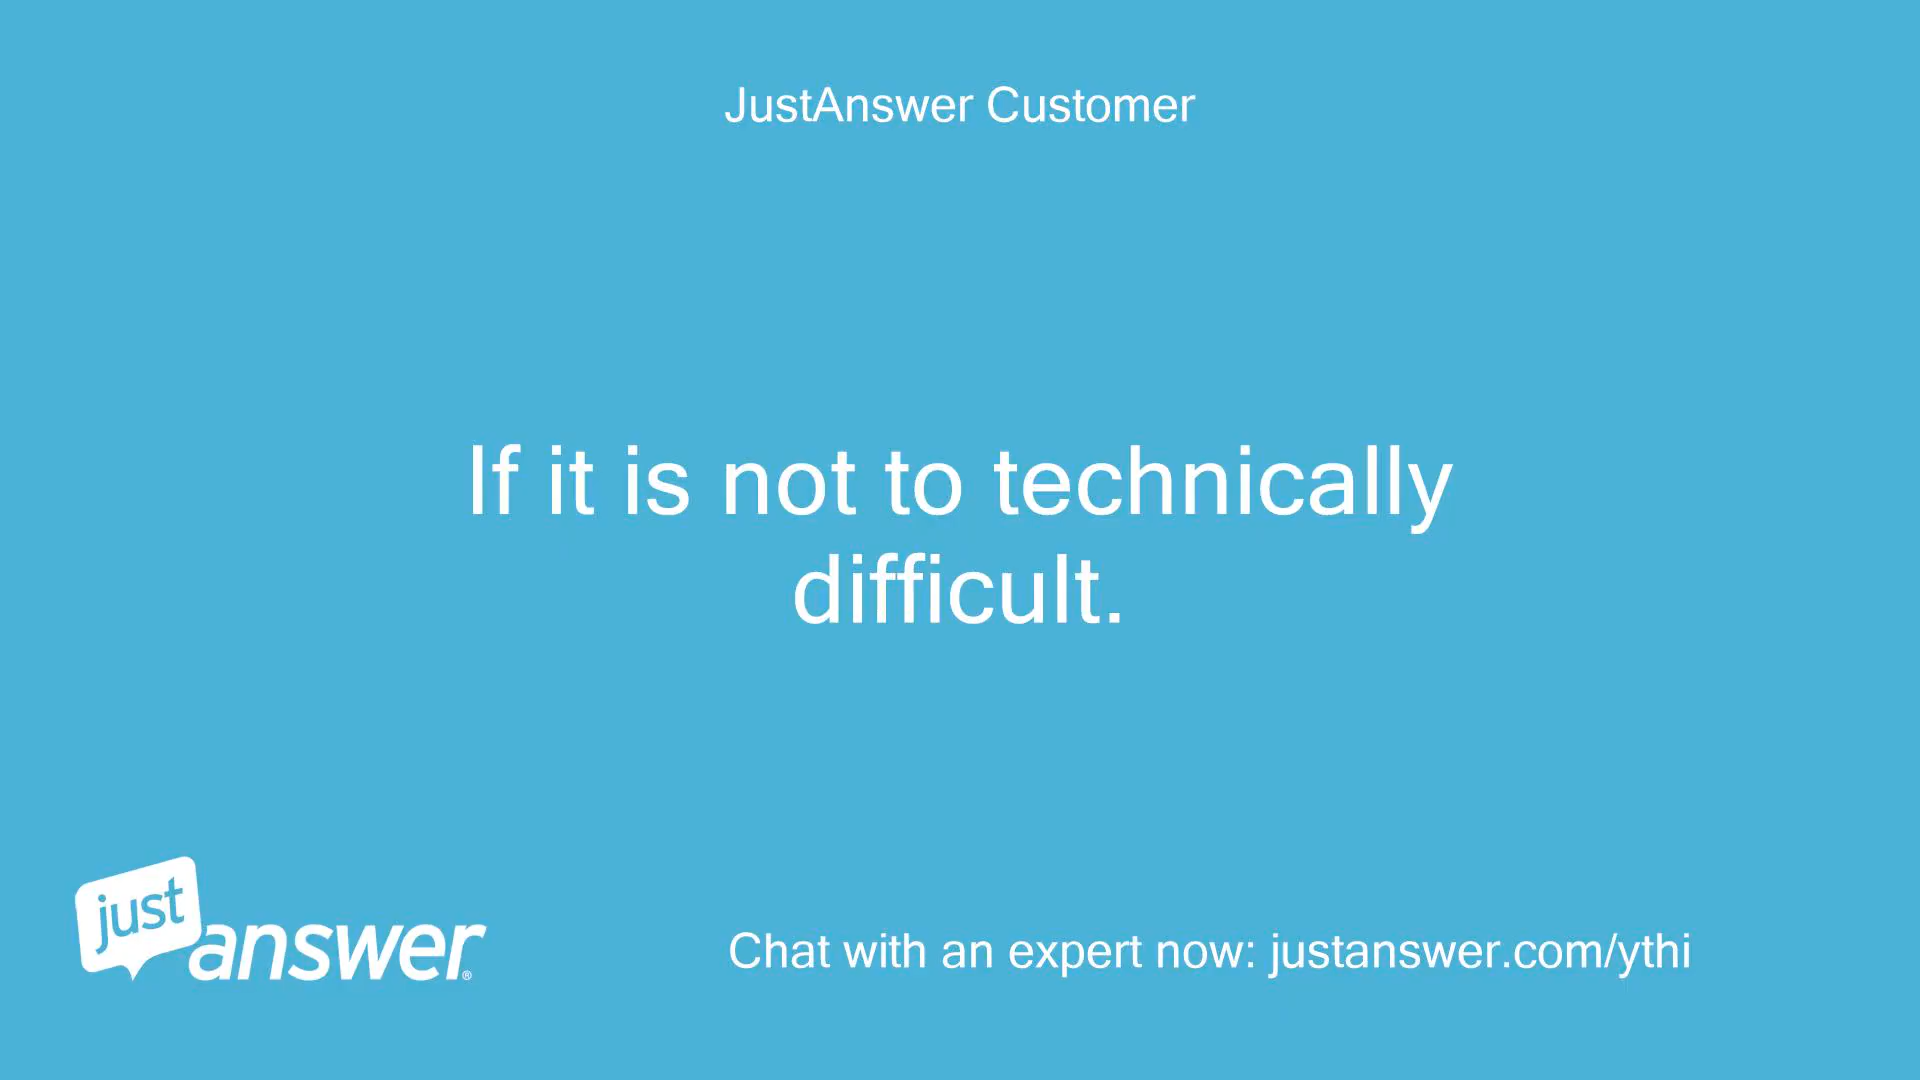 JustAnswer Customer
If it is not to technically
difficult.
just
answer®
Chat with an expert now: justanswer.com/ythi